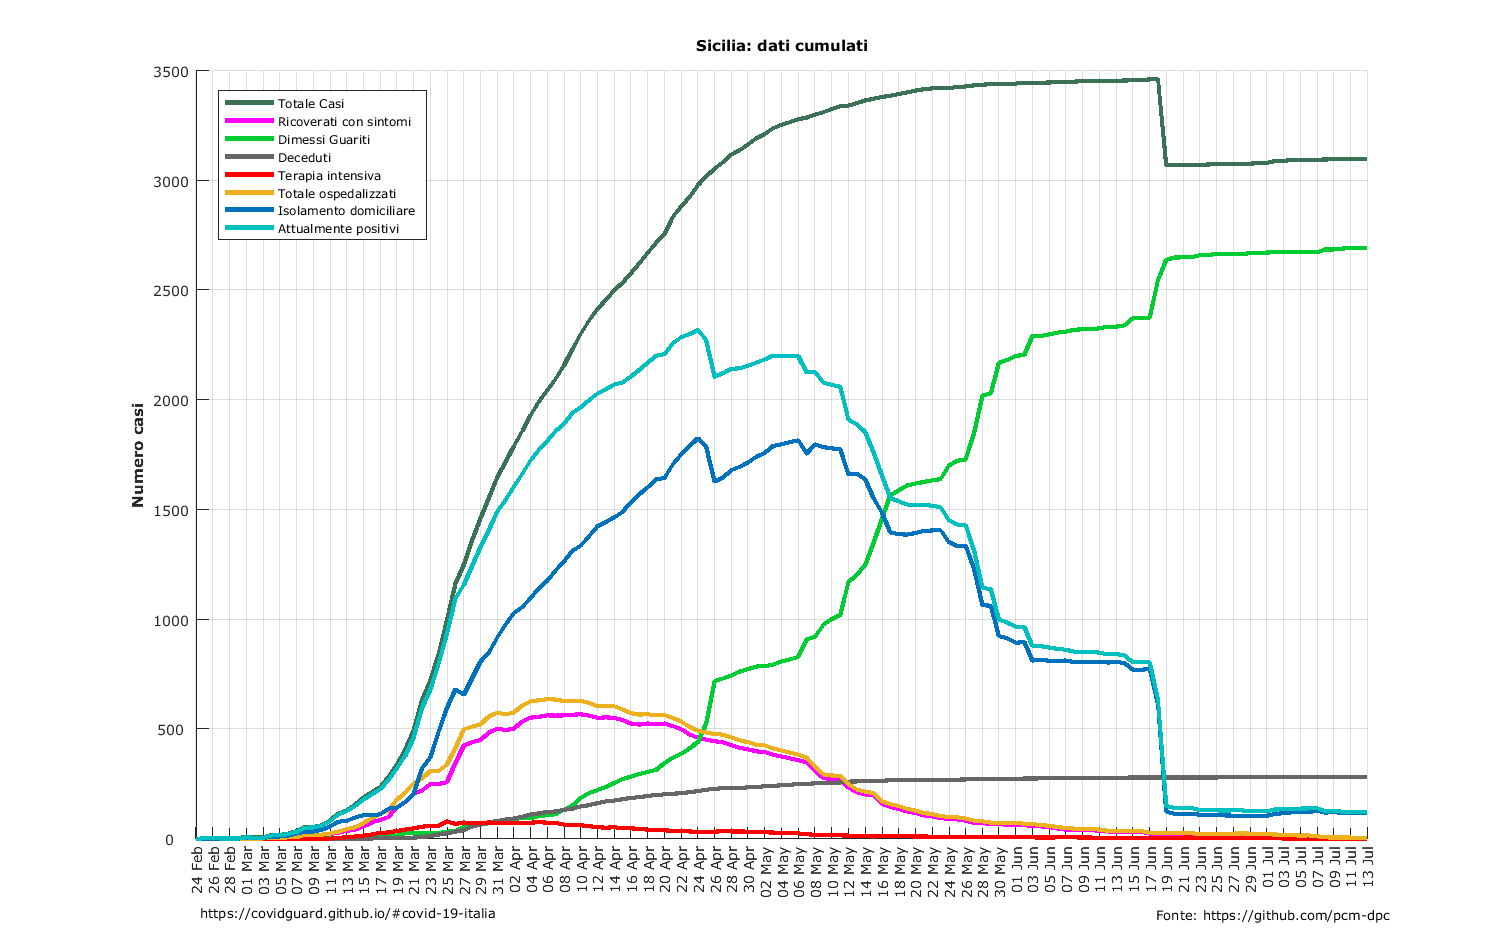 Sicilia: dati cumulati
Numero casi
3500
3000
2500
2000
1500
1000
500
0
Totale Casi
Ricoverati con sintomi
Dimessi Guariti
Deceduti
Terapia intensiva
Totale ospedalizzati
Isolamento domiciliare
Attualmente positivi
24 Feb
26 Feb
28 Feb
01 Mar
03 Mar
05 Mar
07 Mar
09 Mar
11 Mar
13 Mar
15 Mar
17 Mar
19 Mar
21 Mar
23 Mar
25 Mar
27 Mar
29 Mar
31 Mar
02 Apr
04 Apr
06 Apr
08 Apr
10 Apr
12 Apr
14 Apr
16 Apr
18 Apr
20 Apr
22 Apr
24 Apr
26 Apr
28 Apr
30 Apr
02 May
04 May
06 May
08 May
10 May
12 May
14 May
16 May
18 May
20 May
22 May
24 May
26 May
28 May
30 May
01 Jun
03 Jun
05 Jun
07 Jun
09 Jun
11 Jun
13 Jun
15 Jun
17 Jun
19 Jun
21 Jun
23 Jun
25 Jun
27 Jun
29 Jun
01 Jul
03 Jul
05 Jul
07 Jul
09 Jul
11 Jul
13 Jul
https://covidguard.github.io/#covid-19-italia
Fonte: https://github.com/pcm-dpc